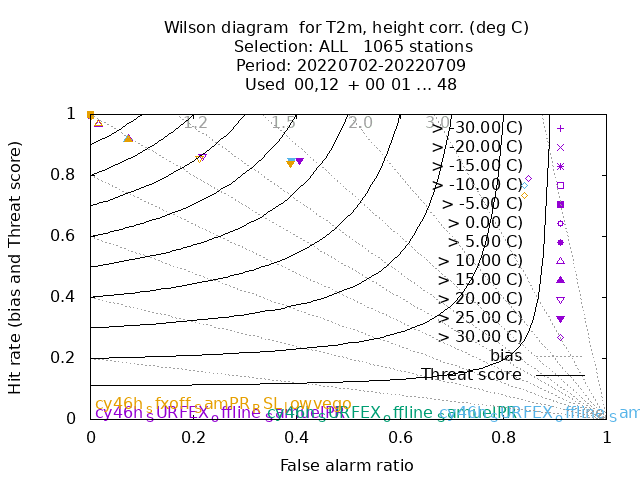 Wilson diagram for T2m, height corr. (deg C)
Selection: ALL 1065 stations
Period: 20220702-20220709
Used 00,12 + 00 01 ... 48
Hit rate (bias and Threat score)
1
0.8
0.6
0.4
0.2
0
1.2
1.5
2.0
3.0
> -30.00 C)
> -20.00 C)
> -15.00 C)
> -10.00 C)
> -5.00 C)
> 0.00 C)
> 5.00 C)
> 10.00 C)
> 15.00 C)
> 20.00 C)
> 25.00 C)
> 30.00 C)
bias
Threat score
cy46h_sfxoff_samPR_RSL_Lowvego
cy46h_SURFEX_offline
0
0.2
0.4
0.6
0.8
1
False alarm ratio